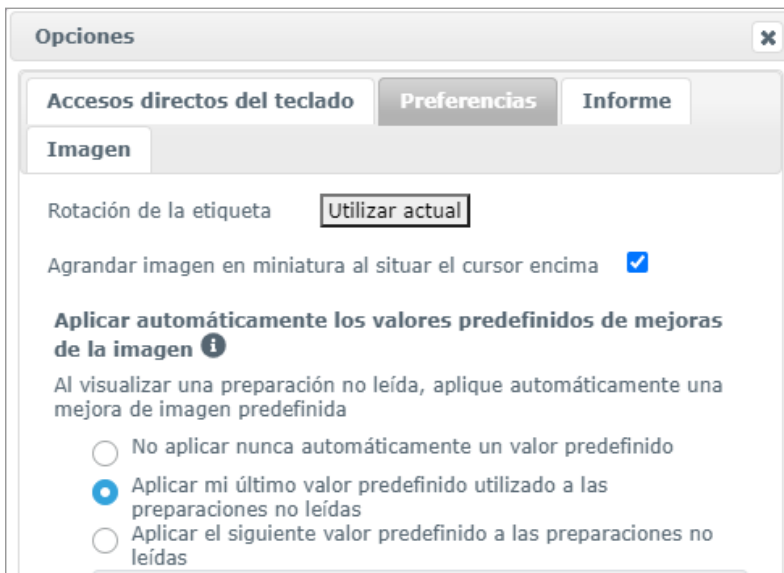 Opciones
Accesos directos del teclado Preferencias Informe
Imagen
Rotación de la etiqueta Utilizar actual
Agrandar imagen en miniatura al situar el cursor encima
Aplicar automáticamente los valores predefinidos de mejoras
de la imagen
Al visualizar una preparación no leída, aplique automáticamente una
mejora de imagen predefinida
No aplicar nunca automáticamente un valor predefinido
Aplicar mi último valor predefinido utilizado a las
preparaciones no leídas
Aplicar el siguiente valor predefinido a las preparaciones no
leídas